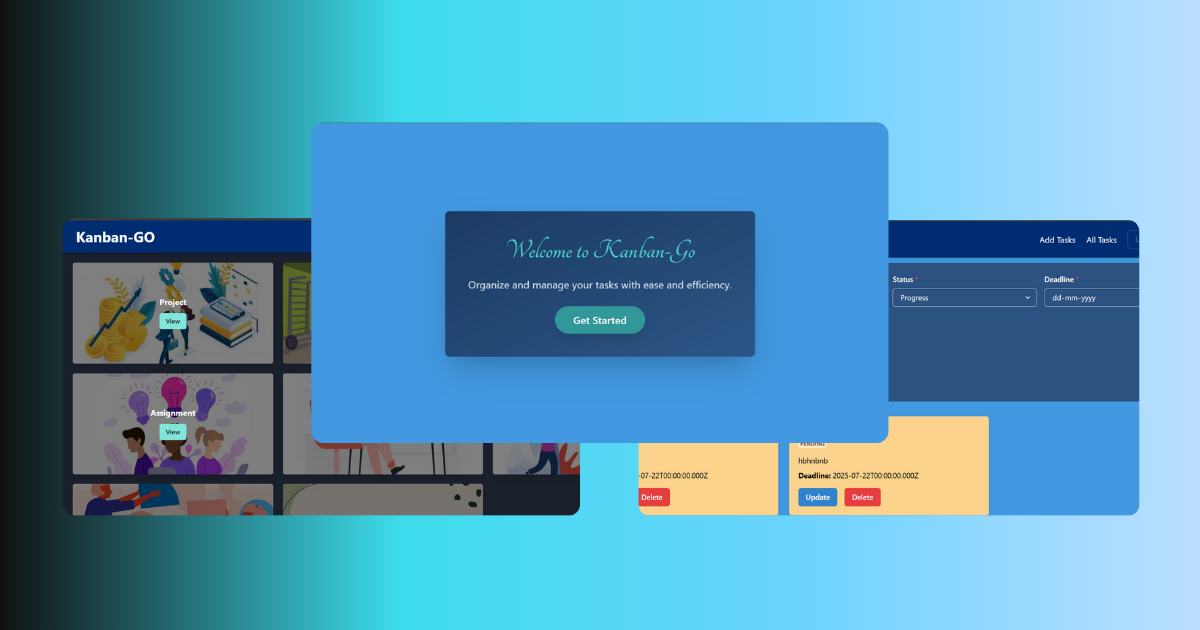 Kanban-GO
Project
View
Assignment
View
Welcome to Kanban-Go
Organize and manage your tasks with ease and efficiency.
Get Started
Add Tasks
All Tasks
Status *
Deadline *
Progress
dd-mm-yyyy
PENDING
hbhnbnb
-07-22T00:00:00.000Z
Deadline: 2025-07-22T00:00:00.000Z
Delete
Update
Delete